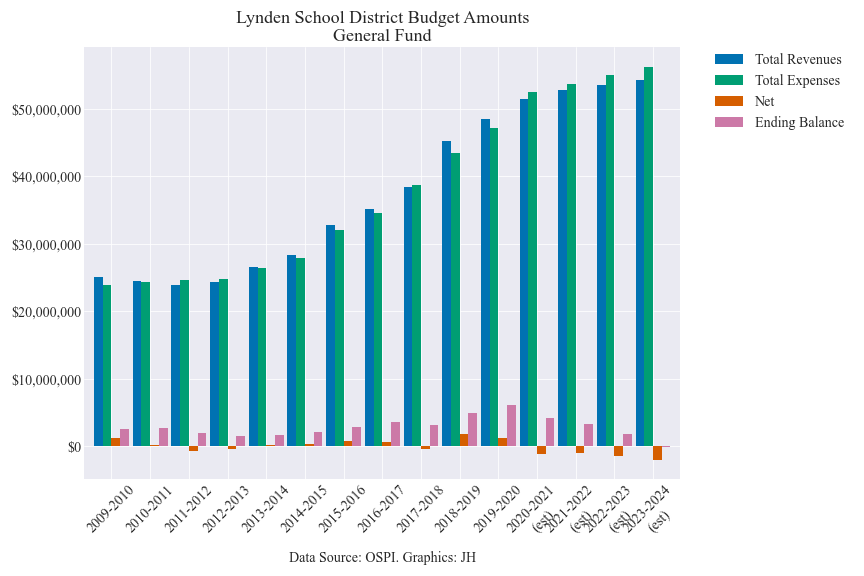 Lynden School District Budget Amounts
General Fund
Total Revenues
Total Expenses
Net
Ending Balance
$50,000,000
$40,000,000
$30,000,000
$20,000,000
$10,000,000
$0
2009-2010
2010-2011
2011-2012
2012-2013
2013-2014
2014-2015
2015-2016
2016-2017
2017-2018
2018-2019
2019-2020
2020-2021
(est)
2021-2022
(est)
2022-2023
(est)
2023-2024
(est)
Data Source: OSPI. Graphics: JH